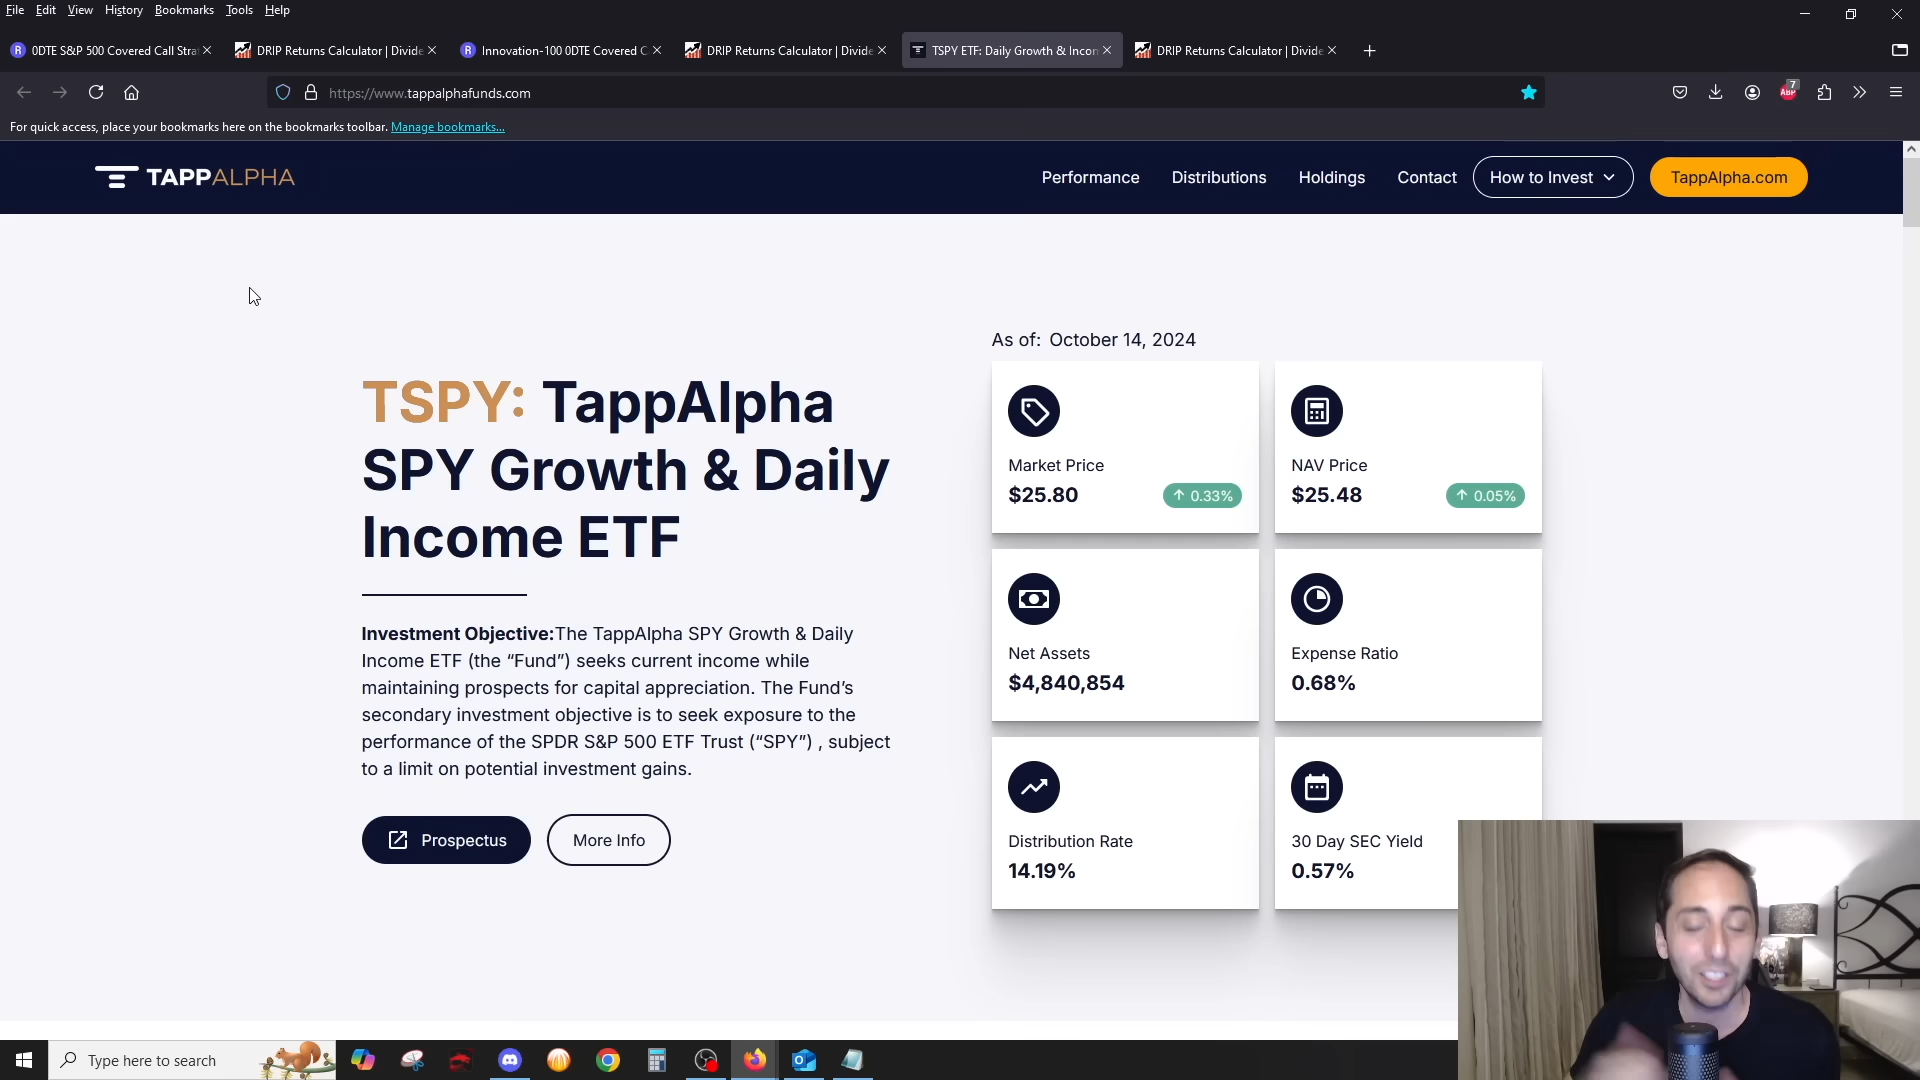 File Edit View History Bookmarks Tools Help
0DTE S&P 500 Covered Call Stra
DRIP Returns Calculator | Divide
Innovation-100 0DTE Covered C
DRIP Returns Calculator | Divide
TSPY ETF: Daily Growth & Incon
DRIP Returns Calculator | Divide
https://www.tappalphafunds.com
ABP
7
For quick access, place your bookmarks here on the bookmarks toolbar. Manage bookmarks...
TAPPALPHA
Performance
Distributions
Holdings
Contact
How to Invest
TappAlpha.com
As of: October 14, 2024
TSPY: TappAlpha
SPY Growth & Daily
Income ETF
Investment Objective:The TappAlpha SPY Growth & Daily
Income ETF (the “Fund”) seeks current income while
maintaining prospects for capital appreciation. The Fund’s
secondary investment objective is to seek exposure to the
performance of the SPDR S&P 500 ETF Trust (“SPY”) , subject
to a limit on potential investment gains.
Prospectus
More Info
Market Price
$25.80
0.33%
NAV Price
$25.48
0.05%
Net Assets
$4,840,854
Expense Ratio
0.68%
Distribution Rate
14.19%
30 Day SEC Yield
0.57%
Type here to search